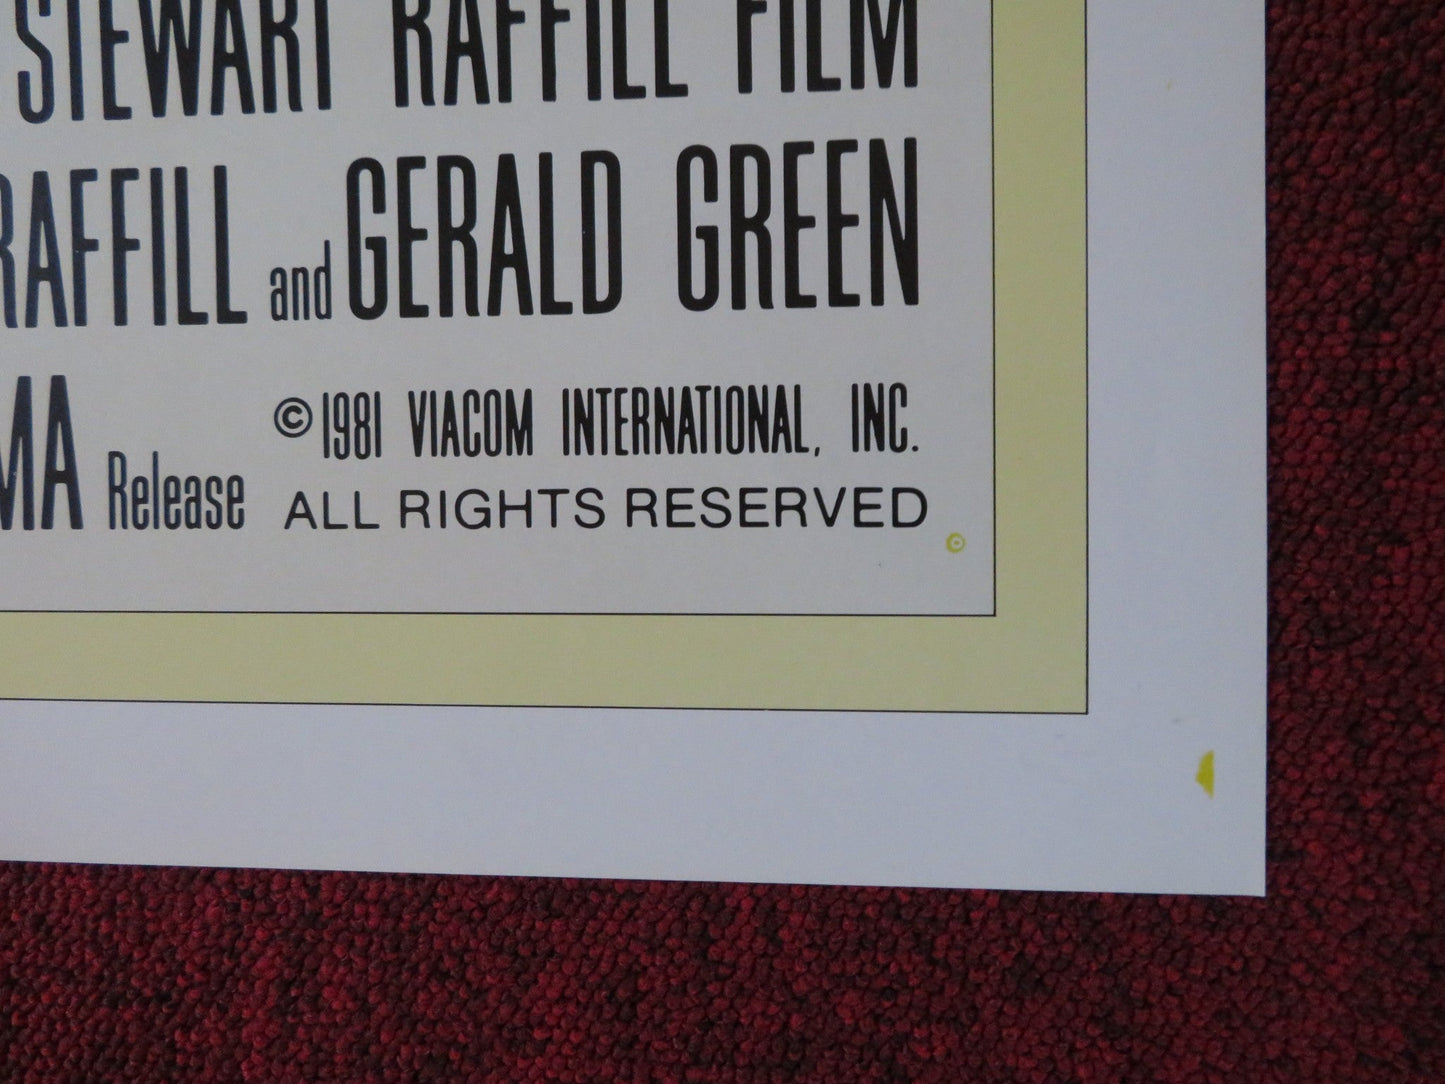 STEWART RAFFILL FILM
RAFFILL and GERALD GREEN
MA Release ©1981 VIACOM INTERNATIONAL, INC.
ALL RIGHTS RESERVED